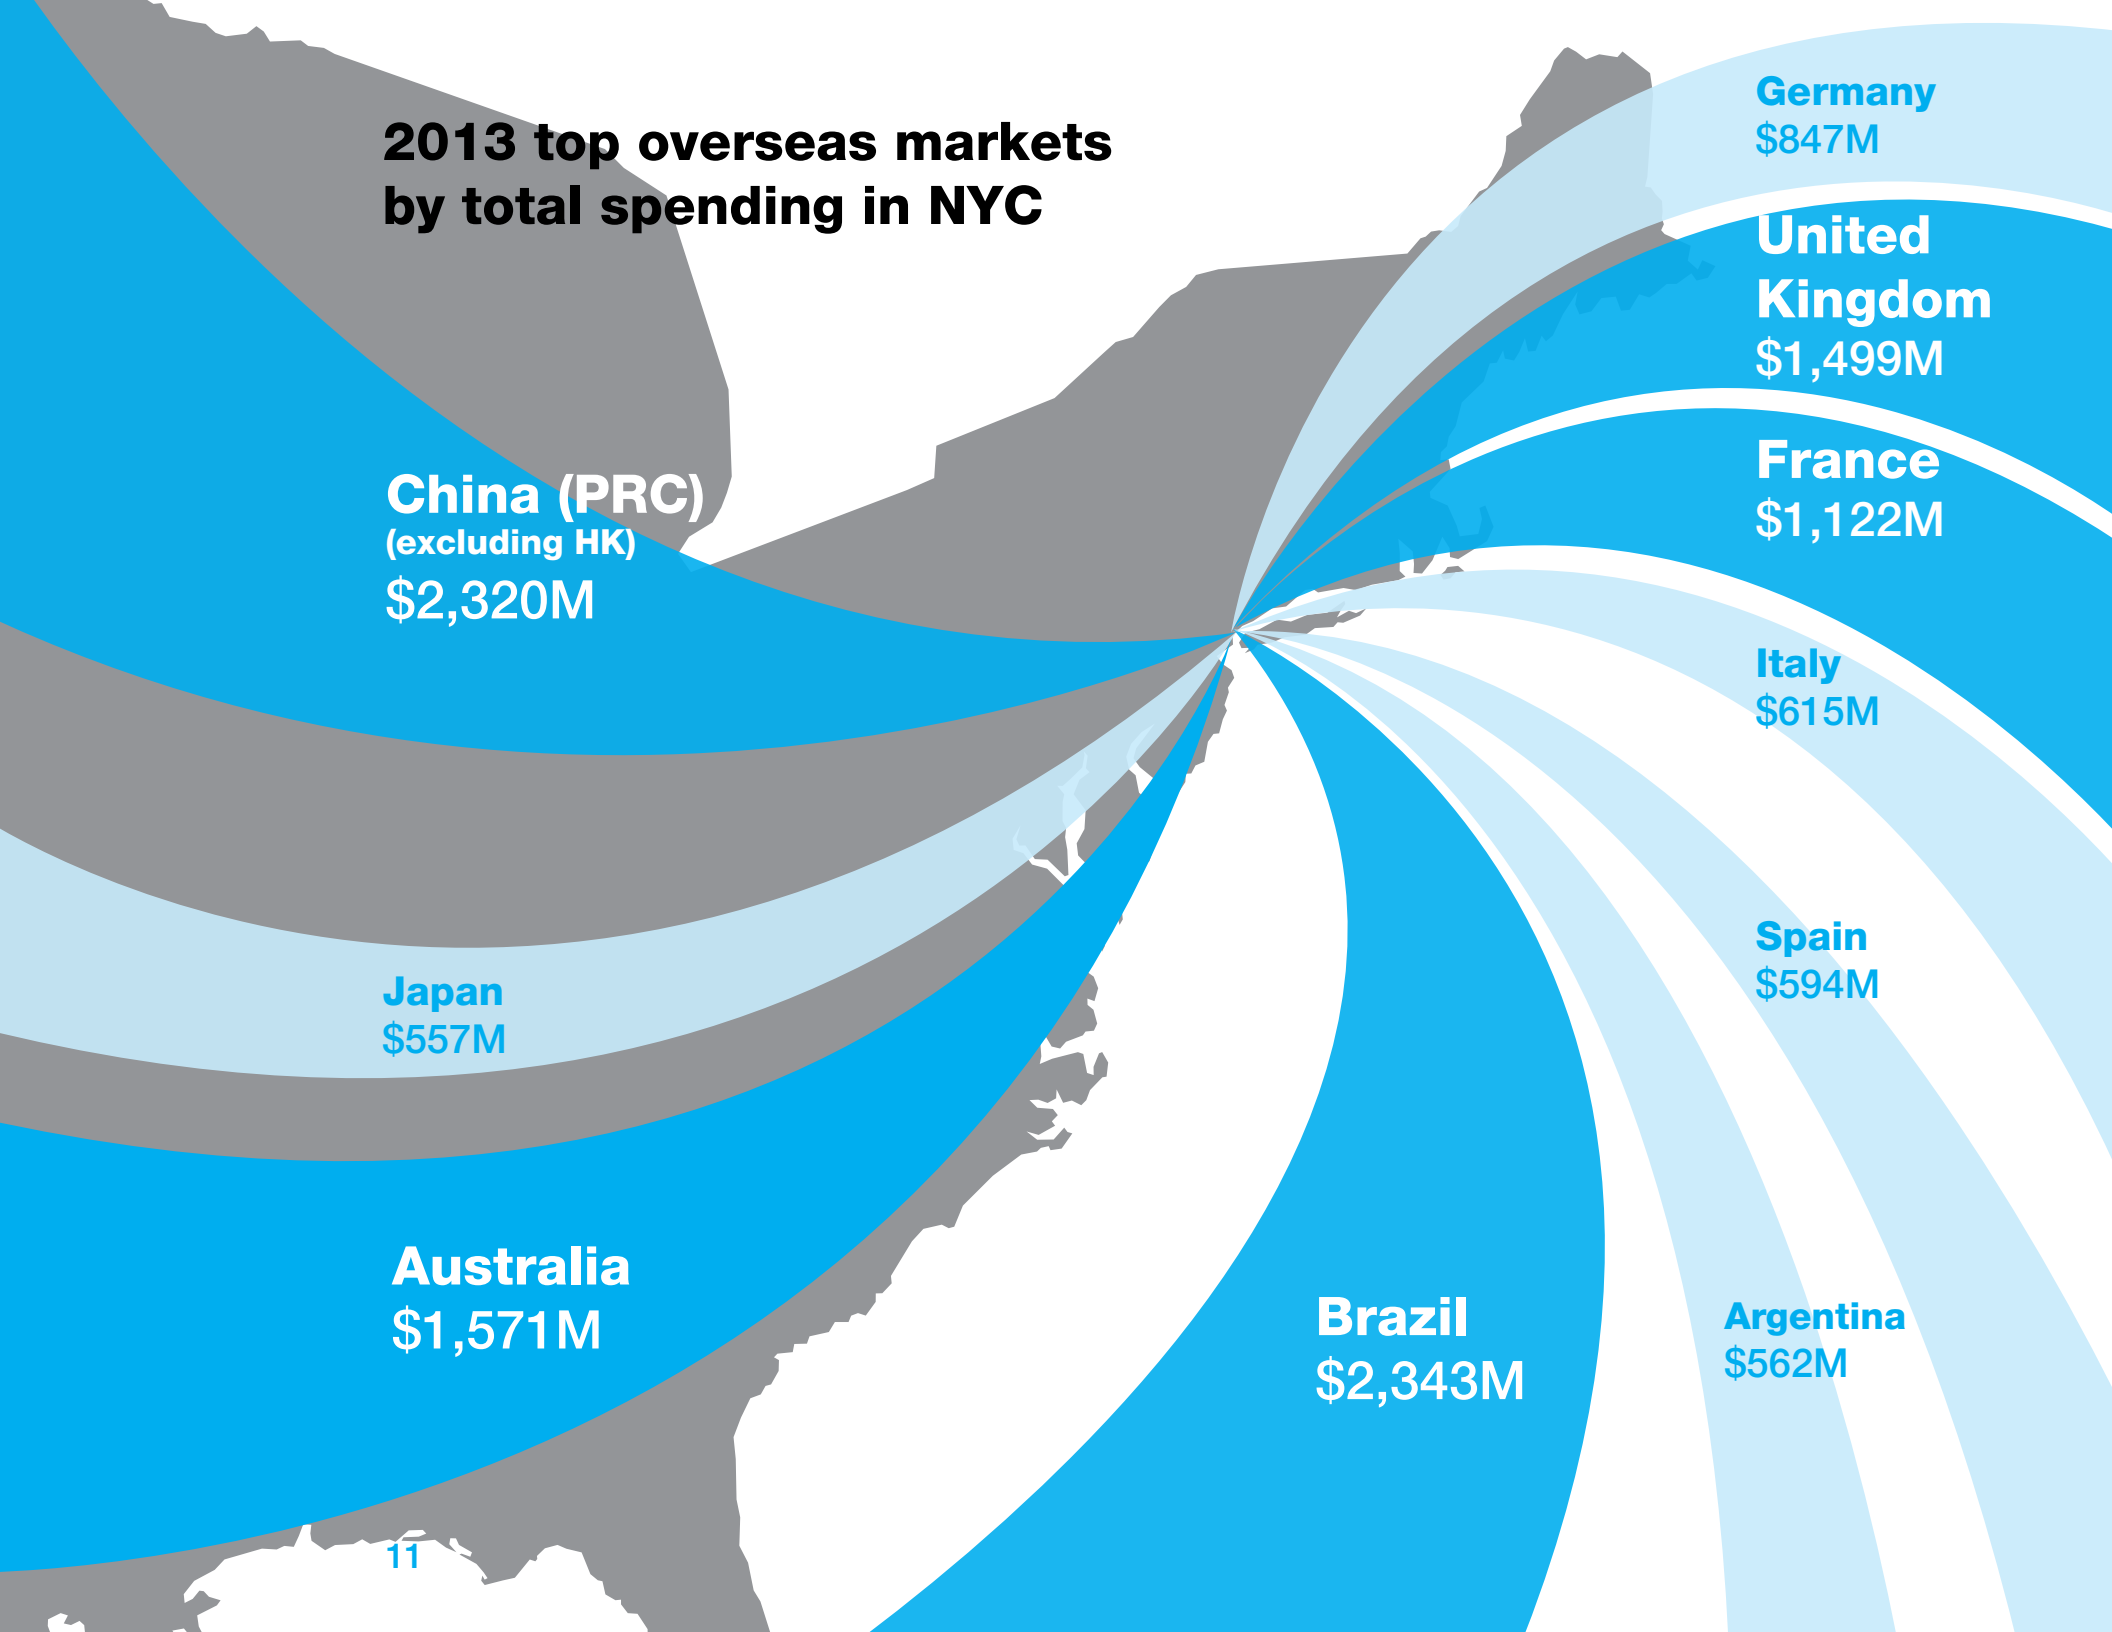 2013 top overseas markets
by total spending in NYC
China (PRC)
(excluding HK)
$2,320M
Japan
$557M
Australia
$1,571M
Brazil
$2,343M
Germany
$847M
United
Kingdom
$1,499M
France
$1,122M
Italy
$615M
Spain
$594M
Argentina
$562M
11